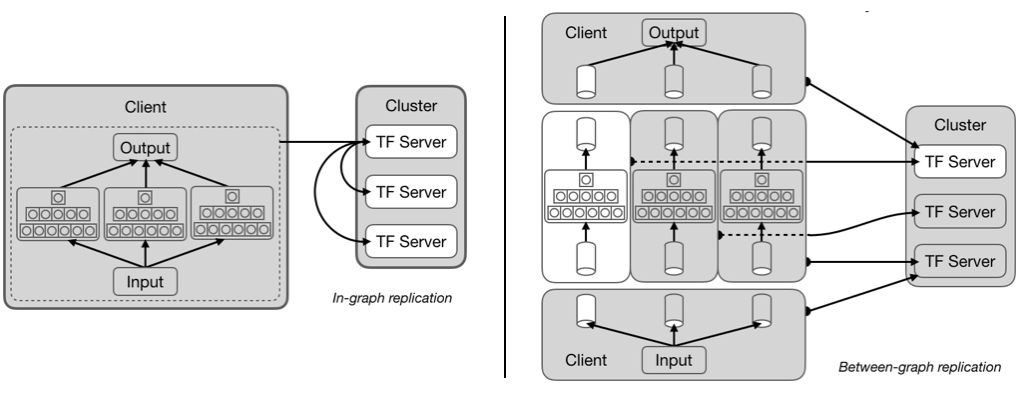 Client
Output
Input
Cluster
TF Server
TF Server
TF Server
In-graph replication
Client
Output
Client
Input
Cluster
TF Server
TF Server
TF Server
Between-graph replication